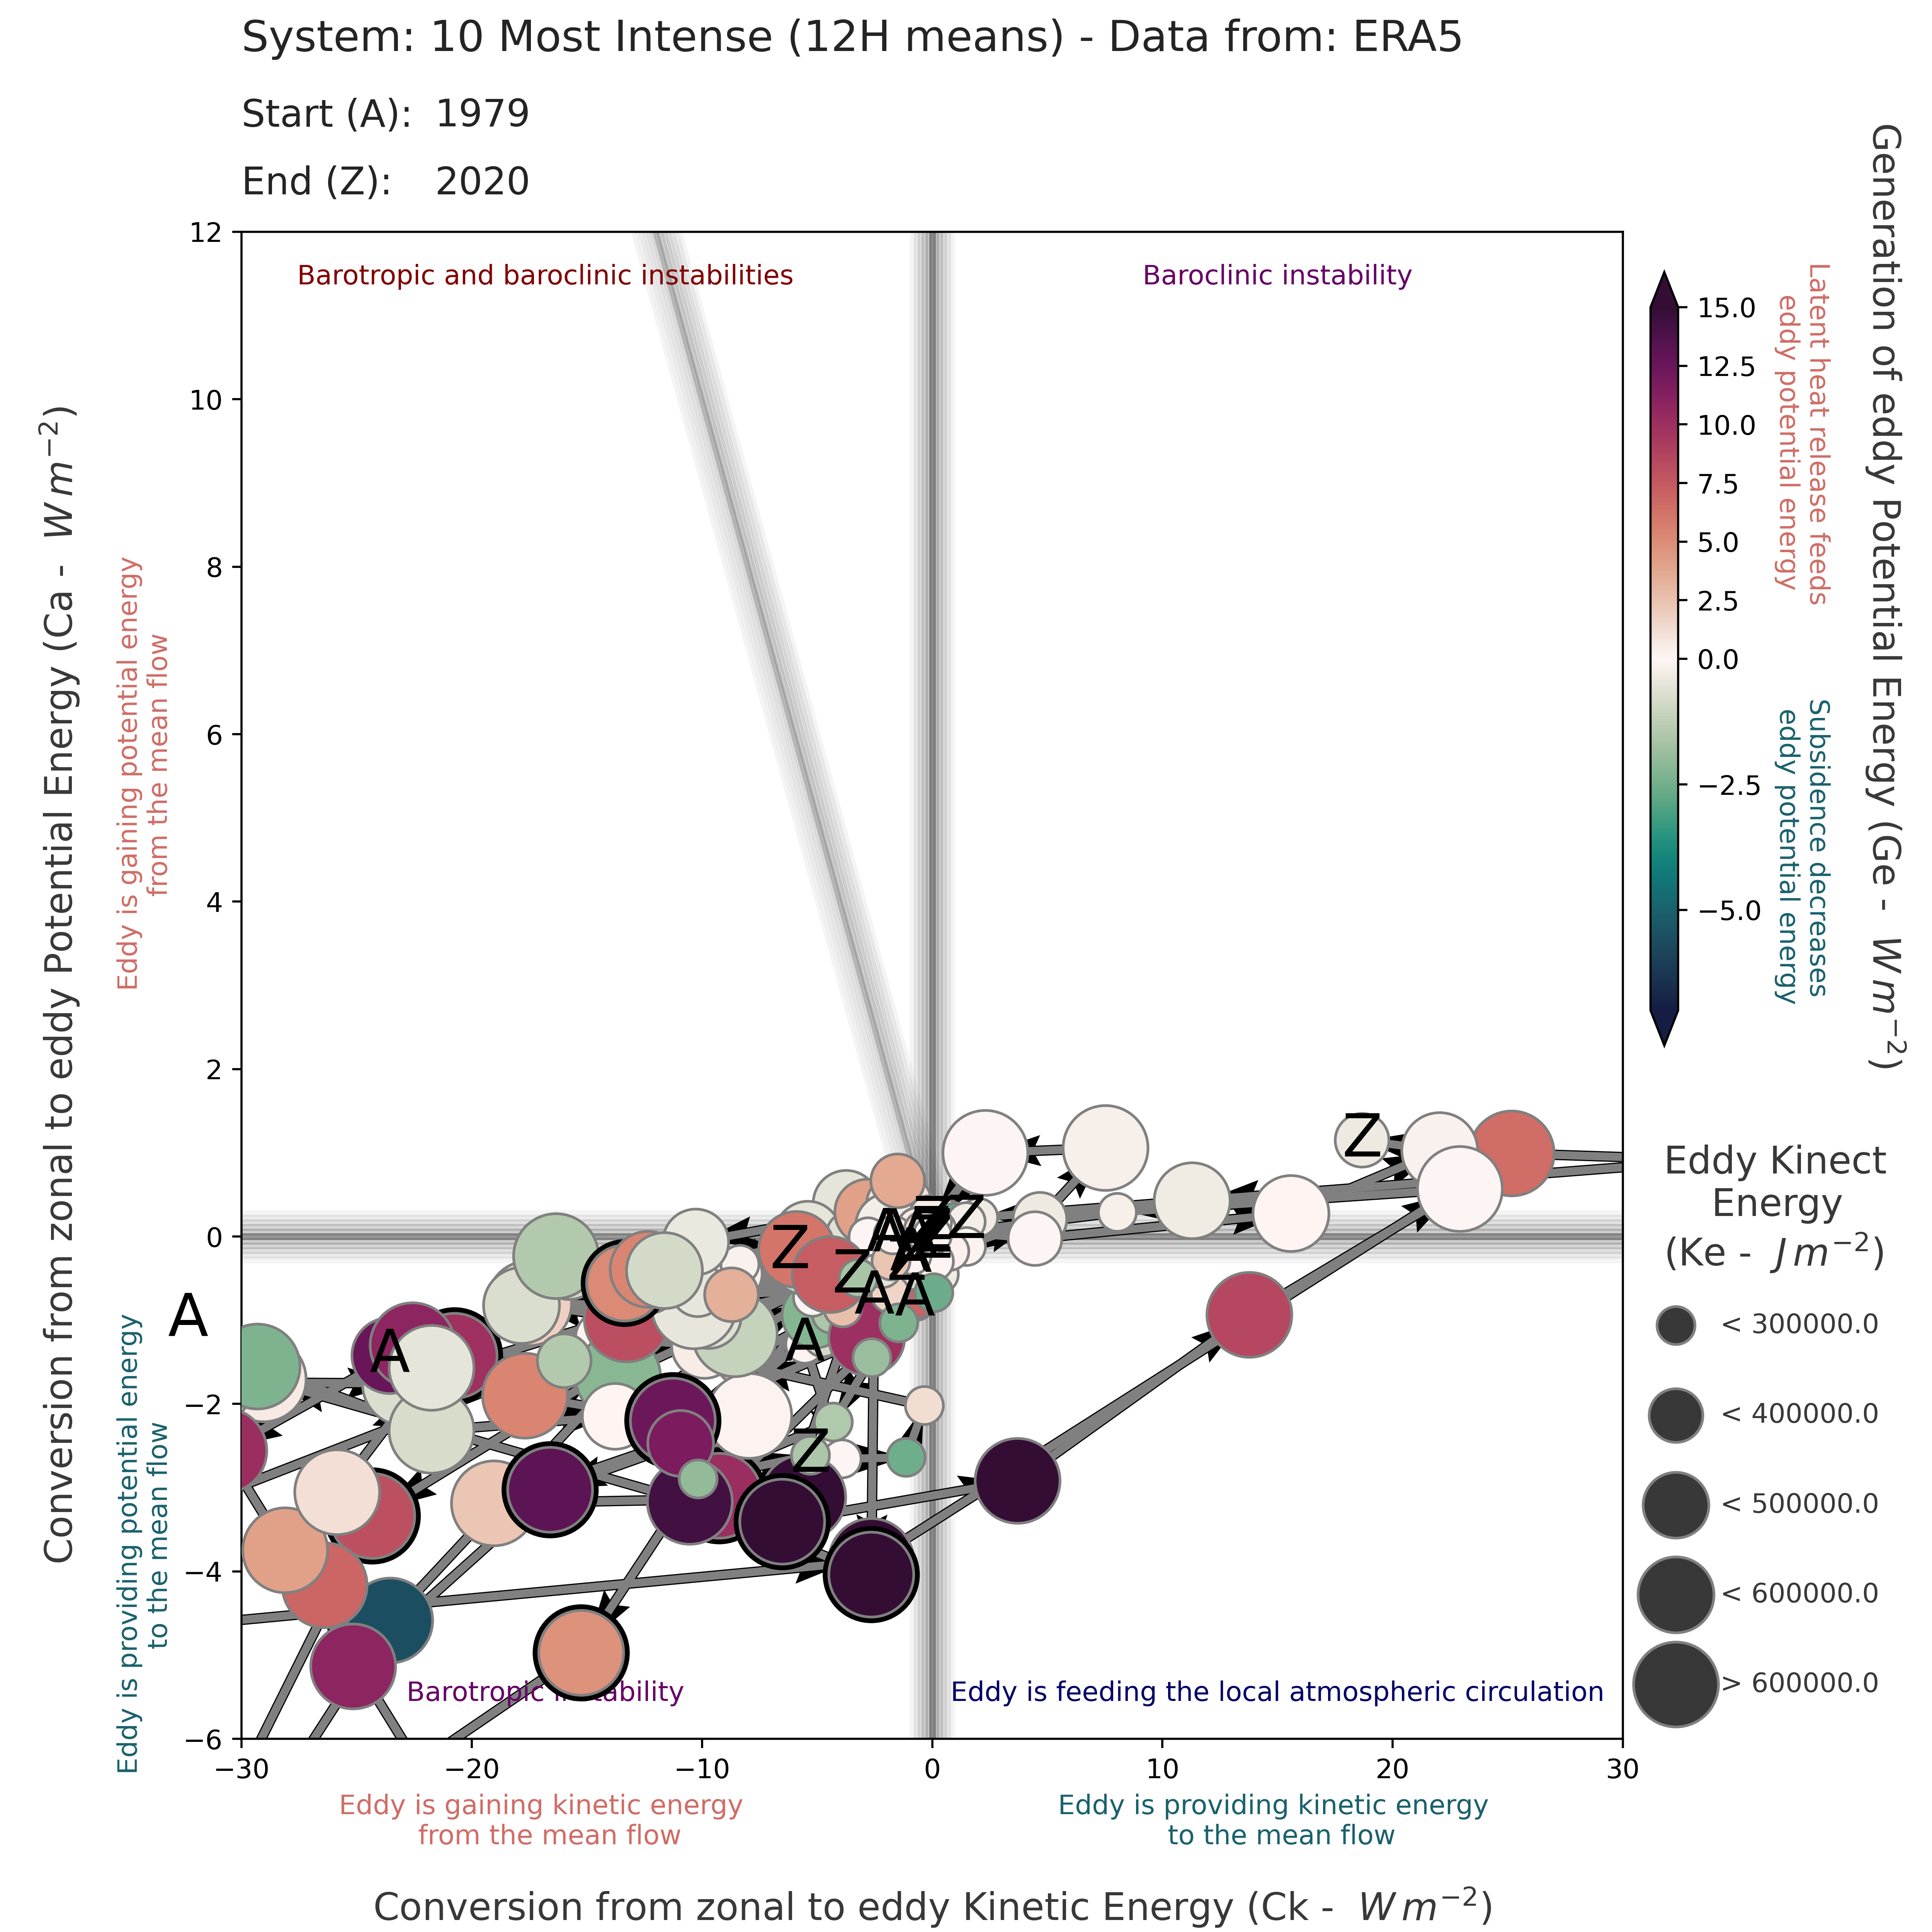 System: 10 Most Intense (12H means) - Data from: ERA5
Start (A): 1979
End (Z): 2020
Conversion from zonal to eddy Potential Energy (Ca - W m⁻²)
Eddy is gaining potential energy
from the mean flow
Eddy is providing potential energy
to the mean flow
12
10
8
6
4
2
0
−2
−4
−6
Barotropic and baroclinic instabilities
Baroclinic instability
Eddy is feeding the local atmospheric circulation
Barotropic
A
A
A
A
A
A
Z
Z
Z
Z
Z
−30
−20
−10
0
10
20
30
Eddy is gaining kinetic energy
from the mean flow
Eddy is providing kinetic energy
to the mean flow
Conversion from zonal to eddy Kinetic Energy (Ck - W m⁻²)
15.0
12.5
10.0
7.5
5.0
2.5
0.0
−2.5
−5.0
Latent heat release feeds
eddy potential energy
Subsidence decreases
eddy potential energy
Generation of eddy Potential Energy (Ge - W m⁻²)
Eddy Kinect
Energy
(Ke - J m⁻²)
< 300000.0
< 400000.0
< 500000.0
< 600000.0
> 600000.0